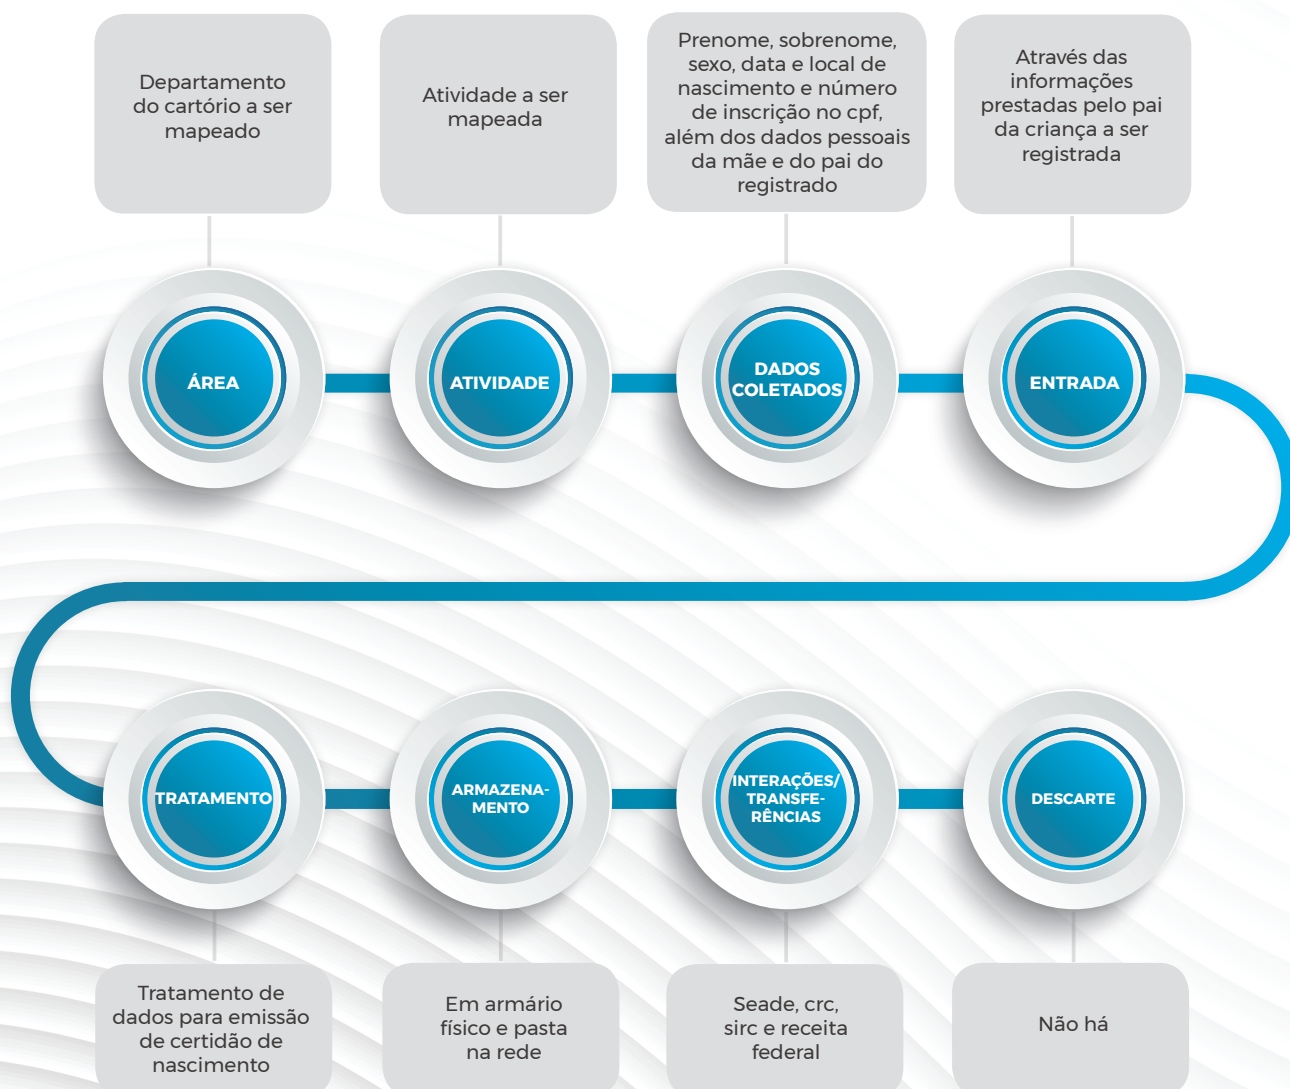 Departamento
do cartório a ser
mapeado
Atividade a ser
mapeada
Prenome, sobrenome,
sexo, data e local de
nascimento e número
de inscrição no cpf,
além dos dados pessoais
da mãe e do pai do
registrado
Através das
informações
prestadas pelo pai
da criança a ser
registrada
ÁREA
ATIVIDADE
DADOS
COLETADOS
ENTRADA
TRATAMENTO
ARMAZENA-
MENTO
INTERAÇÕES/
TRANSFE-
RÊNCIAS
DESCARTE
Tratamento de
dados para emissão
de certidão de
nascimento
Em armário
físico e pasta
na rede
Seade, crc,
sirc e receita
federal
Não há